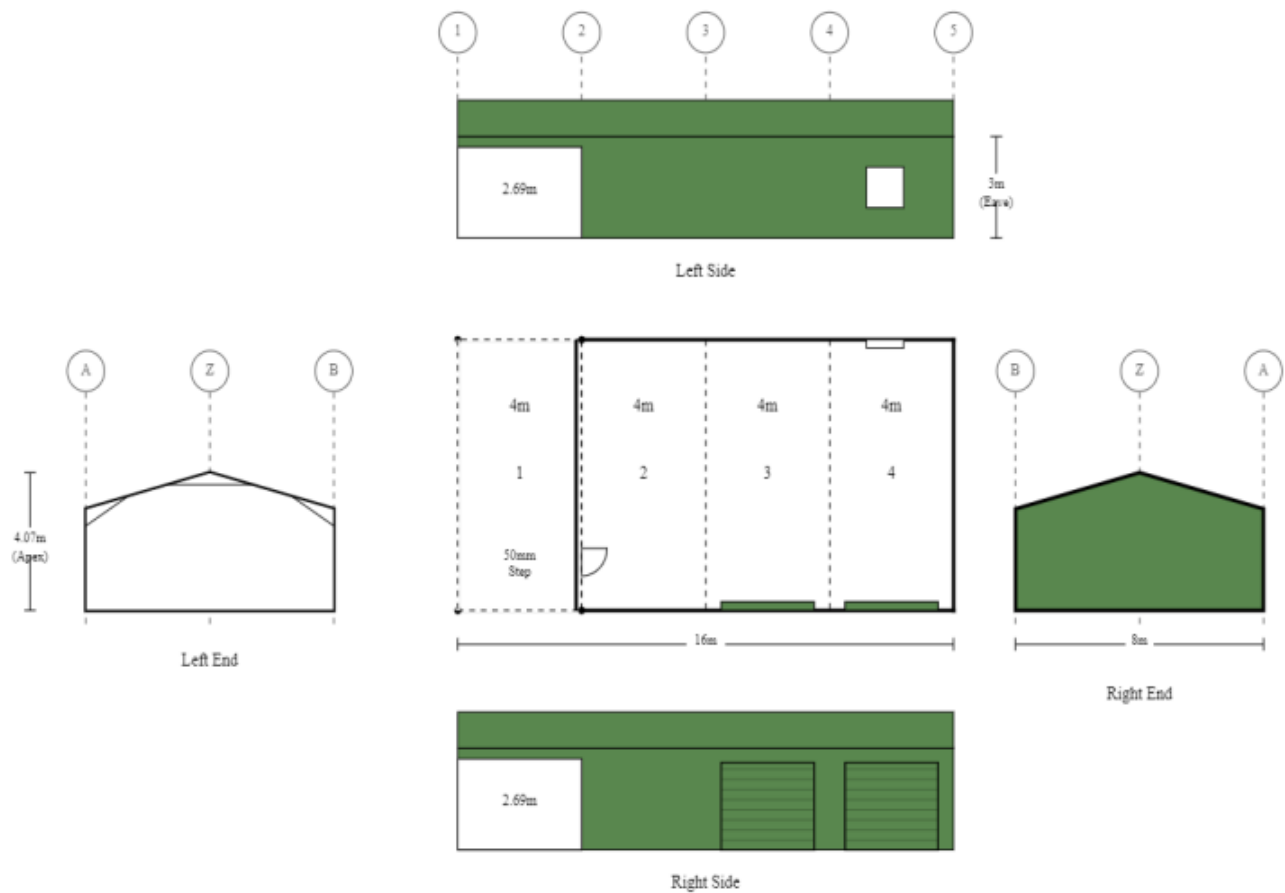 1 2 3 4 5
2.69m
3m
(Eave)
Left Side
A Z B
B Z A
4m 4m 4m 4m
1 2 3 4
4.07m
(Apex)
50mm
Step
16m
8m
Left End
Right End
2.69m
Right Side